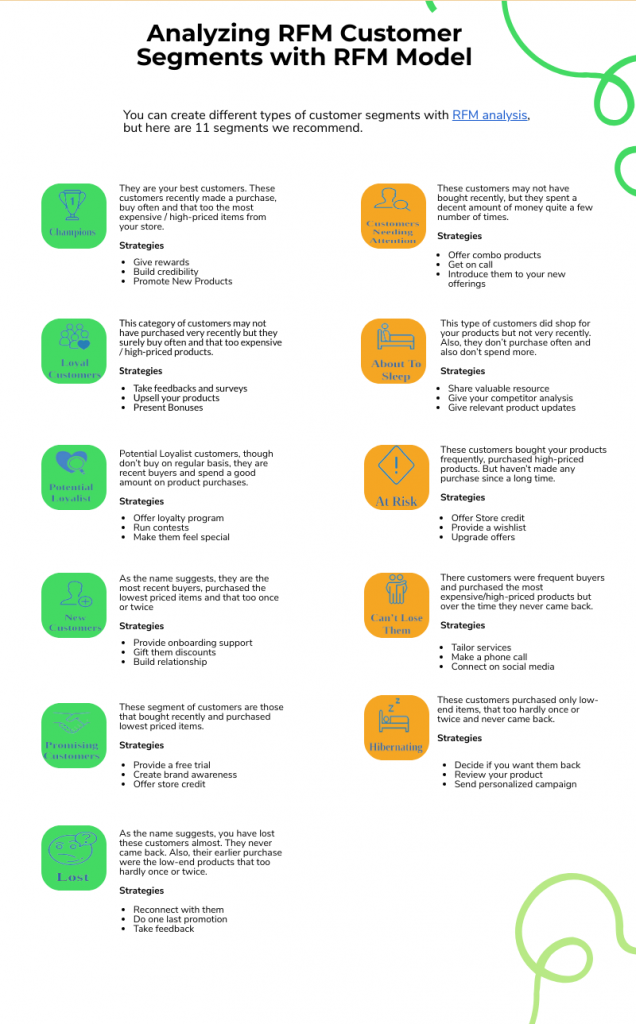 Analyzing RFM Customer
Segments with RFM Model
You can create different types of customer segments with RFM analysis,
but here are 11 segments we recommend.
1
Champions
They are your best customers. These
customers recently made a purchase,
buy often and that too the most
expensive / high-priced items from
your store.
Strategies
• Give rewards
• Build credibility
• Promote New Products
Loyal
Customers
This category of customers may not
have purchased very recently but they
surely buy often and that too expensive
/ high-priced products.
Strategies
• Take feedbacks and surveys
• Upsell your products
• Present Bonuses
Potential
Loyalist
Potential Loyalist customers, though
don't buy on regular basis, they are
recent buyers and spend a good
amount on product purchases.
Strategies
• Offer loyalty program
• Run contests
• Make them feel special
New
Customers
As the name suggests, they are the
most recent buyers, purchased the
lowest priced items and that too once
or twice
Strategies
• Provide onboarding support
• Gift them discounts
• Build relationship
Promising
Customers
These segment of customers are those
that bought recently and purchased
lowest priced items.
Strategies
• Provide a free trial
• Create brand awareness
• Offer store credit
?
Lost
As the name suggests, you have lost
these customers almost. They never
came back. Also, their earlier purchase
were the low-end products that too
hardly once or twice.
Strategies
• Reconnect with them
• Do one last promotion
• Take feedback
Customers
Needing
Attention
These customers may not have
bought recently, but they spent a
decent amount of money quite a few
number of times.
Strategies
• Offer combo products
• Get on call
• Introduce them to your new
offerings
About To
Sleep
This type of customers did shop for
your products but not very recently.
Also, they don't purchase often and
also don't spend more.
Strategies
• Share valuable resource
• Give your competitor analysis
• Give relevant product updates
!
At Risk
These customers bought your products
frequently, purchased high-priced
products. But haven't made any
purchase since a long time.
Strategies
• Offer Store credit
• Provide a wishlist
• Upgrade offers
Can't Lose
Them
There customers were frequent buyers
and purchased the most
expensive/high-priced products but
over the time they never came back.
Strategies
• Tailor services
• Make a phone call
• Connect on social media
z z
Hibernating
These customers purchased only low-
end items, that too hardly once or
twice and never came back.
Strategies
• Decide if you want them back
• Review your product
• Send personalized campaign